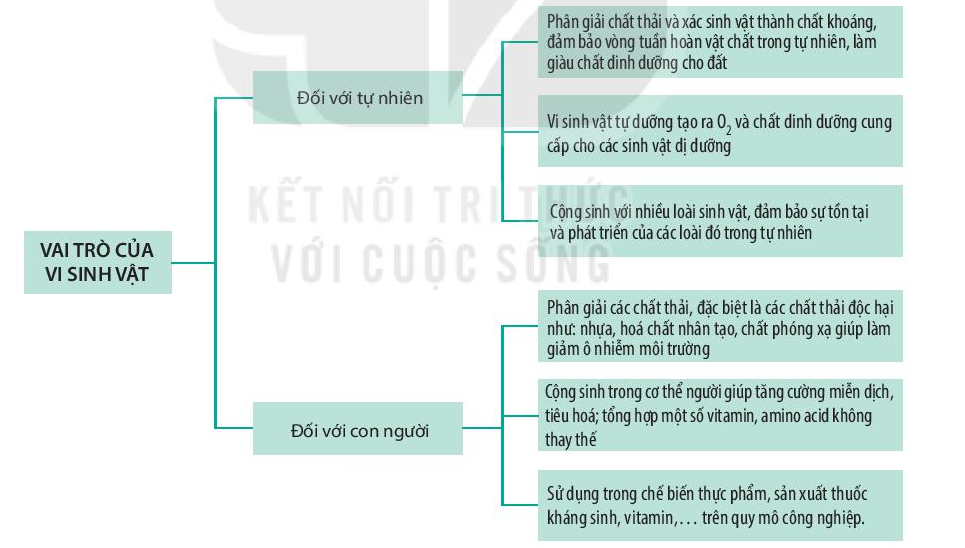 Phân giải chất thải và xác sinh vật thành chất khoáng,
đảm bảo vòng tuần hoàn vật chất trong tự nhiên, làm
giàu chất dinh dưỡng cho đất
Đối với tự nhiên
Vi sinh vật tự dưỡng tạo ra O₂ và chất dinh dưỡng cung
cấp cho các sinh vật dị dưỡng
KẾT NỐI TRI THỨC
VỚI CUỘC SỐNG
Cộng sinh với nhiều loài sinh vật, đảm bảo sự tồn tại
và phát triển của các loài đó trong tự nhiên
VAI TRÒ CỦA
VI SINH VẬT
Phân giải các chất thải, đặc biệt là các chất thải độc hại
như: nhựa, hoá chất nhân tạo, chất phóng xạ giúp làm
giảm ô nhiễm môi trường
Đối với con người
Cộng sinh trong cơ thể người giúp tăng cường miễn dịch,
tiêu hoá; tổng hợp một số vitamin, amino acid không
thay thế
Sử dụng trong chế biến thực phẩm, sản xuất thuốc
kháng sinh, vitamin,… trên quy mô công nghiệp.